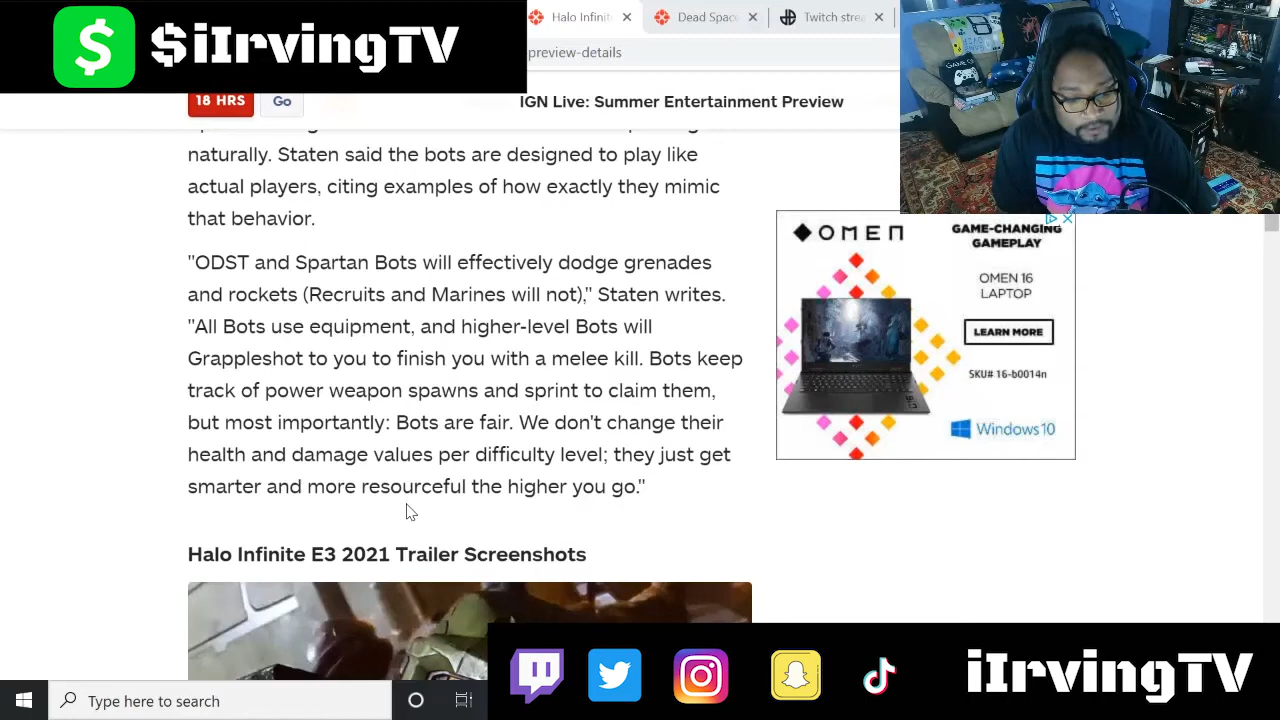 $iIrvingTV
Halo Infinit
Dead Space
Twitch strea
preview-details
18 HRS
Go
IGN Live: Summer Entertainment Preview
naturally. Staten said the bots are designed to play like
actual players, citing examples of how exactly they mimic
that behavior.
"ODST and Spartan Bots will effectively dodge grenades
and rockets (Recruits and Marines will not)," Staten writes.
"All Bots use equipment, and higher-level Bots will
Grappleshot to you to finish you with a melee kill. Bots keep
track of power weapon spawns and sprint to claim them,
but most importantly: Bots are fair. We don't change their
health and damage values per difficulty level; they just get
smarter and more resourceful the higher you go."
OMEN
GAME-CHANGING
GAMEPLAY
OMEN 16
LAPTOP
LEARN MORE
SKU# 16-b0014n
Windows 10
Halo Infinite E3 2021 Trailer Screenshots
iIrvingTV
Type here to search